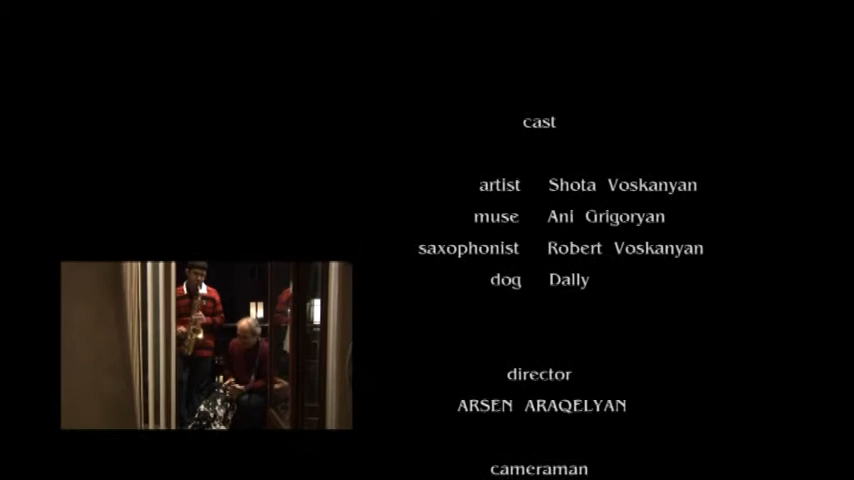 cast
artist Shota Voskanyan
muse Ani Grigoryan
saxophonist Robert Voskanyan
dog Dally
director
ARSEN ARAQELYAN
cameraman